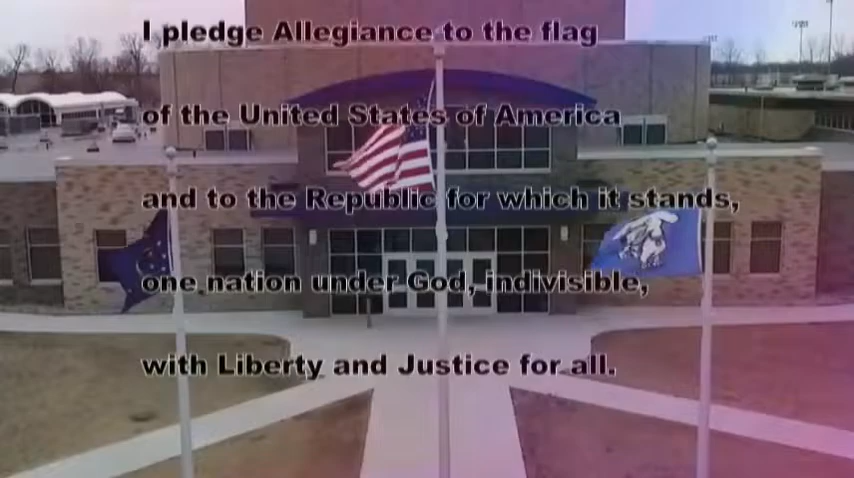 I pledge Allegiance to the flag
of the United States of America
and to the Republic for which it stands,
one nation under God, indivisible,
with Liberty and Justice for all.